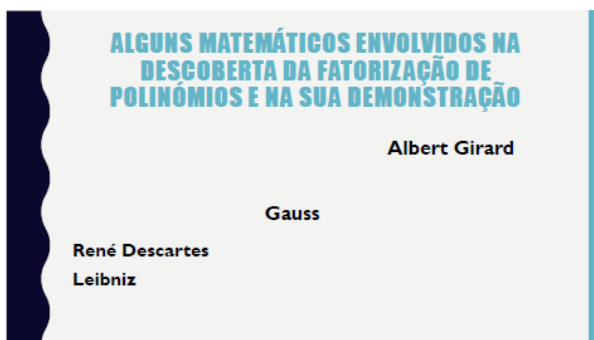 ALGUNS MATEMÁTICOS ENVOLVIDOS NA
DESCOBERTA DA FATORIZAÇÃO DE
POLINÓMIOS E NA SUA DEMONSTRAÇÃO
Albert Girard
Gauss
René Descartes
Leibniz